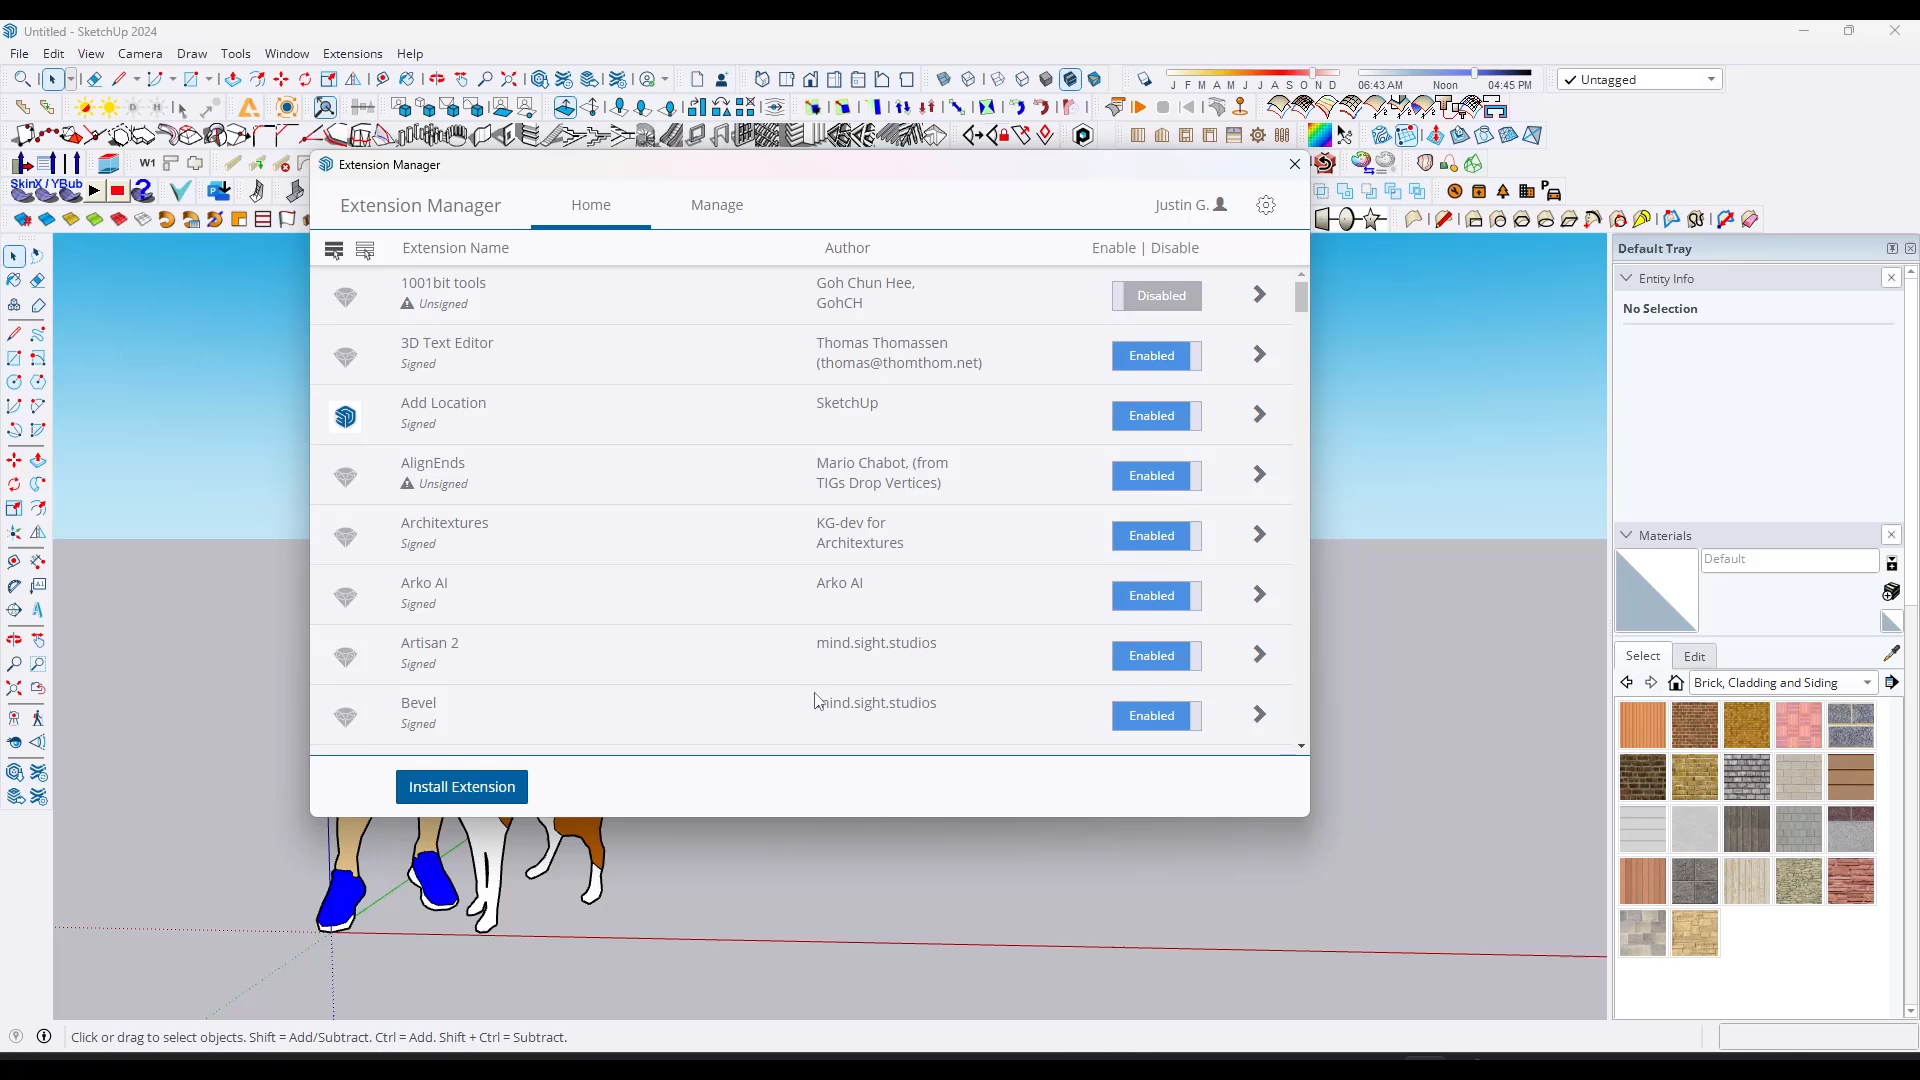 Untitled - SketchUp 2024
File Edit View Camera Draw Tools Window Extensions Help
J F M A M J J A S O N D 06:43 AM Noon 04:45 PM
Untagged
W1
SkinX / YBub
Extension Manager
Extension Manager Home Manage Justin G.
Extension Name Author Enable | Disable
1001bit tools
Unsigned
Goh Chun Hee,
GohCH
Disabled
3D Text Editor
Signed
Thomas Thomassen
(thomas@thomthom.net)
Enabled
Add Location
Signed
SketchUp
Enabled
AlignEnds
Unsigned
Mario Chabot, (from
TIGs Drop Vertices)
Enabled
Architextures
Signed
KG-dev for
Architextures
Enabled
Arko AI
Signed
Arko AI
Enabled
Artisan 2
Signed
mind.sight.studios
Enabled
Bevel
Signed
mind.sight.studios
Enabled
Install Extension
Default Tray
Entity Info
No Selection
Materials
Default
Select Edit
Brick, Cladding and Siding
Click or drag to select objects. Shift = Add/Subtract. Ctrl = Add. Shift + Ctrl = Subtract.